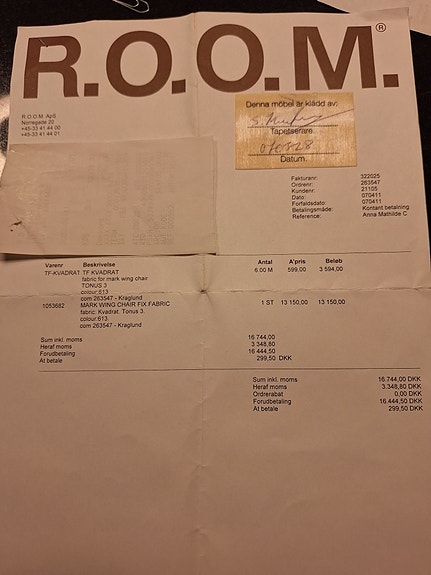 R.O.O.M.®
R.O.O.M. ApS
Norregade 20
+45-33 41 44 00
+45-33 41 44 01
Denna möbel är klädd av:
Tapetserare.
070328
Datum.
Fakturanr: 322025
Ordrenr: 263547
Kundenr: 21105
Dato: 070411
Forfaldsdato: 070411
Betalingsmåde: Kontant betalning
Reference: Anna Mathilde C
Varenr Beskrivelse Antal A'pris Beløb
TF-KVADRAT TF KVADRAT 6.00 M 599,00 3 594,00
fabric for mark wing chair
TONUS 3
colour:613
com 263547 - Kraglund
1053682 MARK WING CHAIR FIX.FABRIC 1 ST 13 150,00 13 150,00
fabric: Kvadrat. Tonus 3.
colour:613.
com 263547 - Kraglund
Sum inkl. moms 16 744,00
Heraf moms 3 348,80
Forudbetaling 16 444,50
At betale 299,50 DKK
Sum inkl. moms 16 744,00 DKK
Heraf moms 3 348,80 DKK
Ordrerabat 0,00 DKK
Forudbetaling 16 444,50 DKK
At betale 299,50 DKK